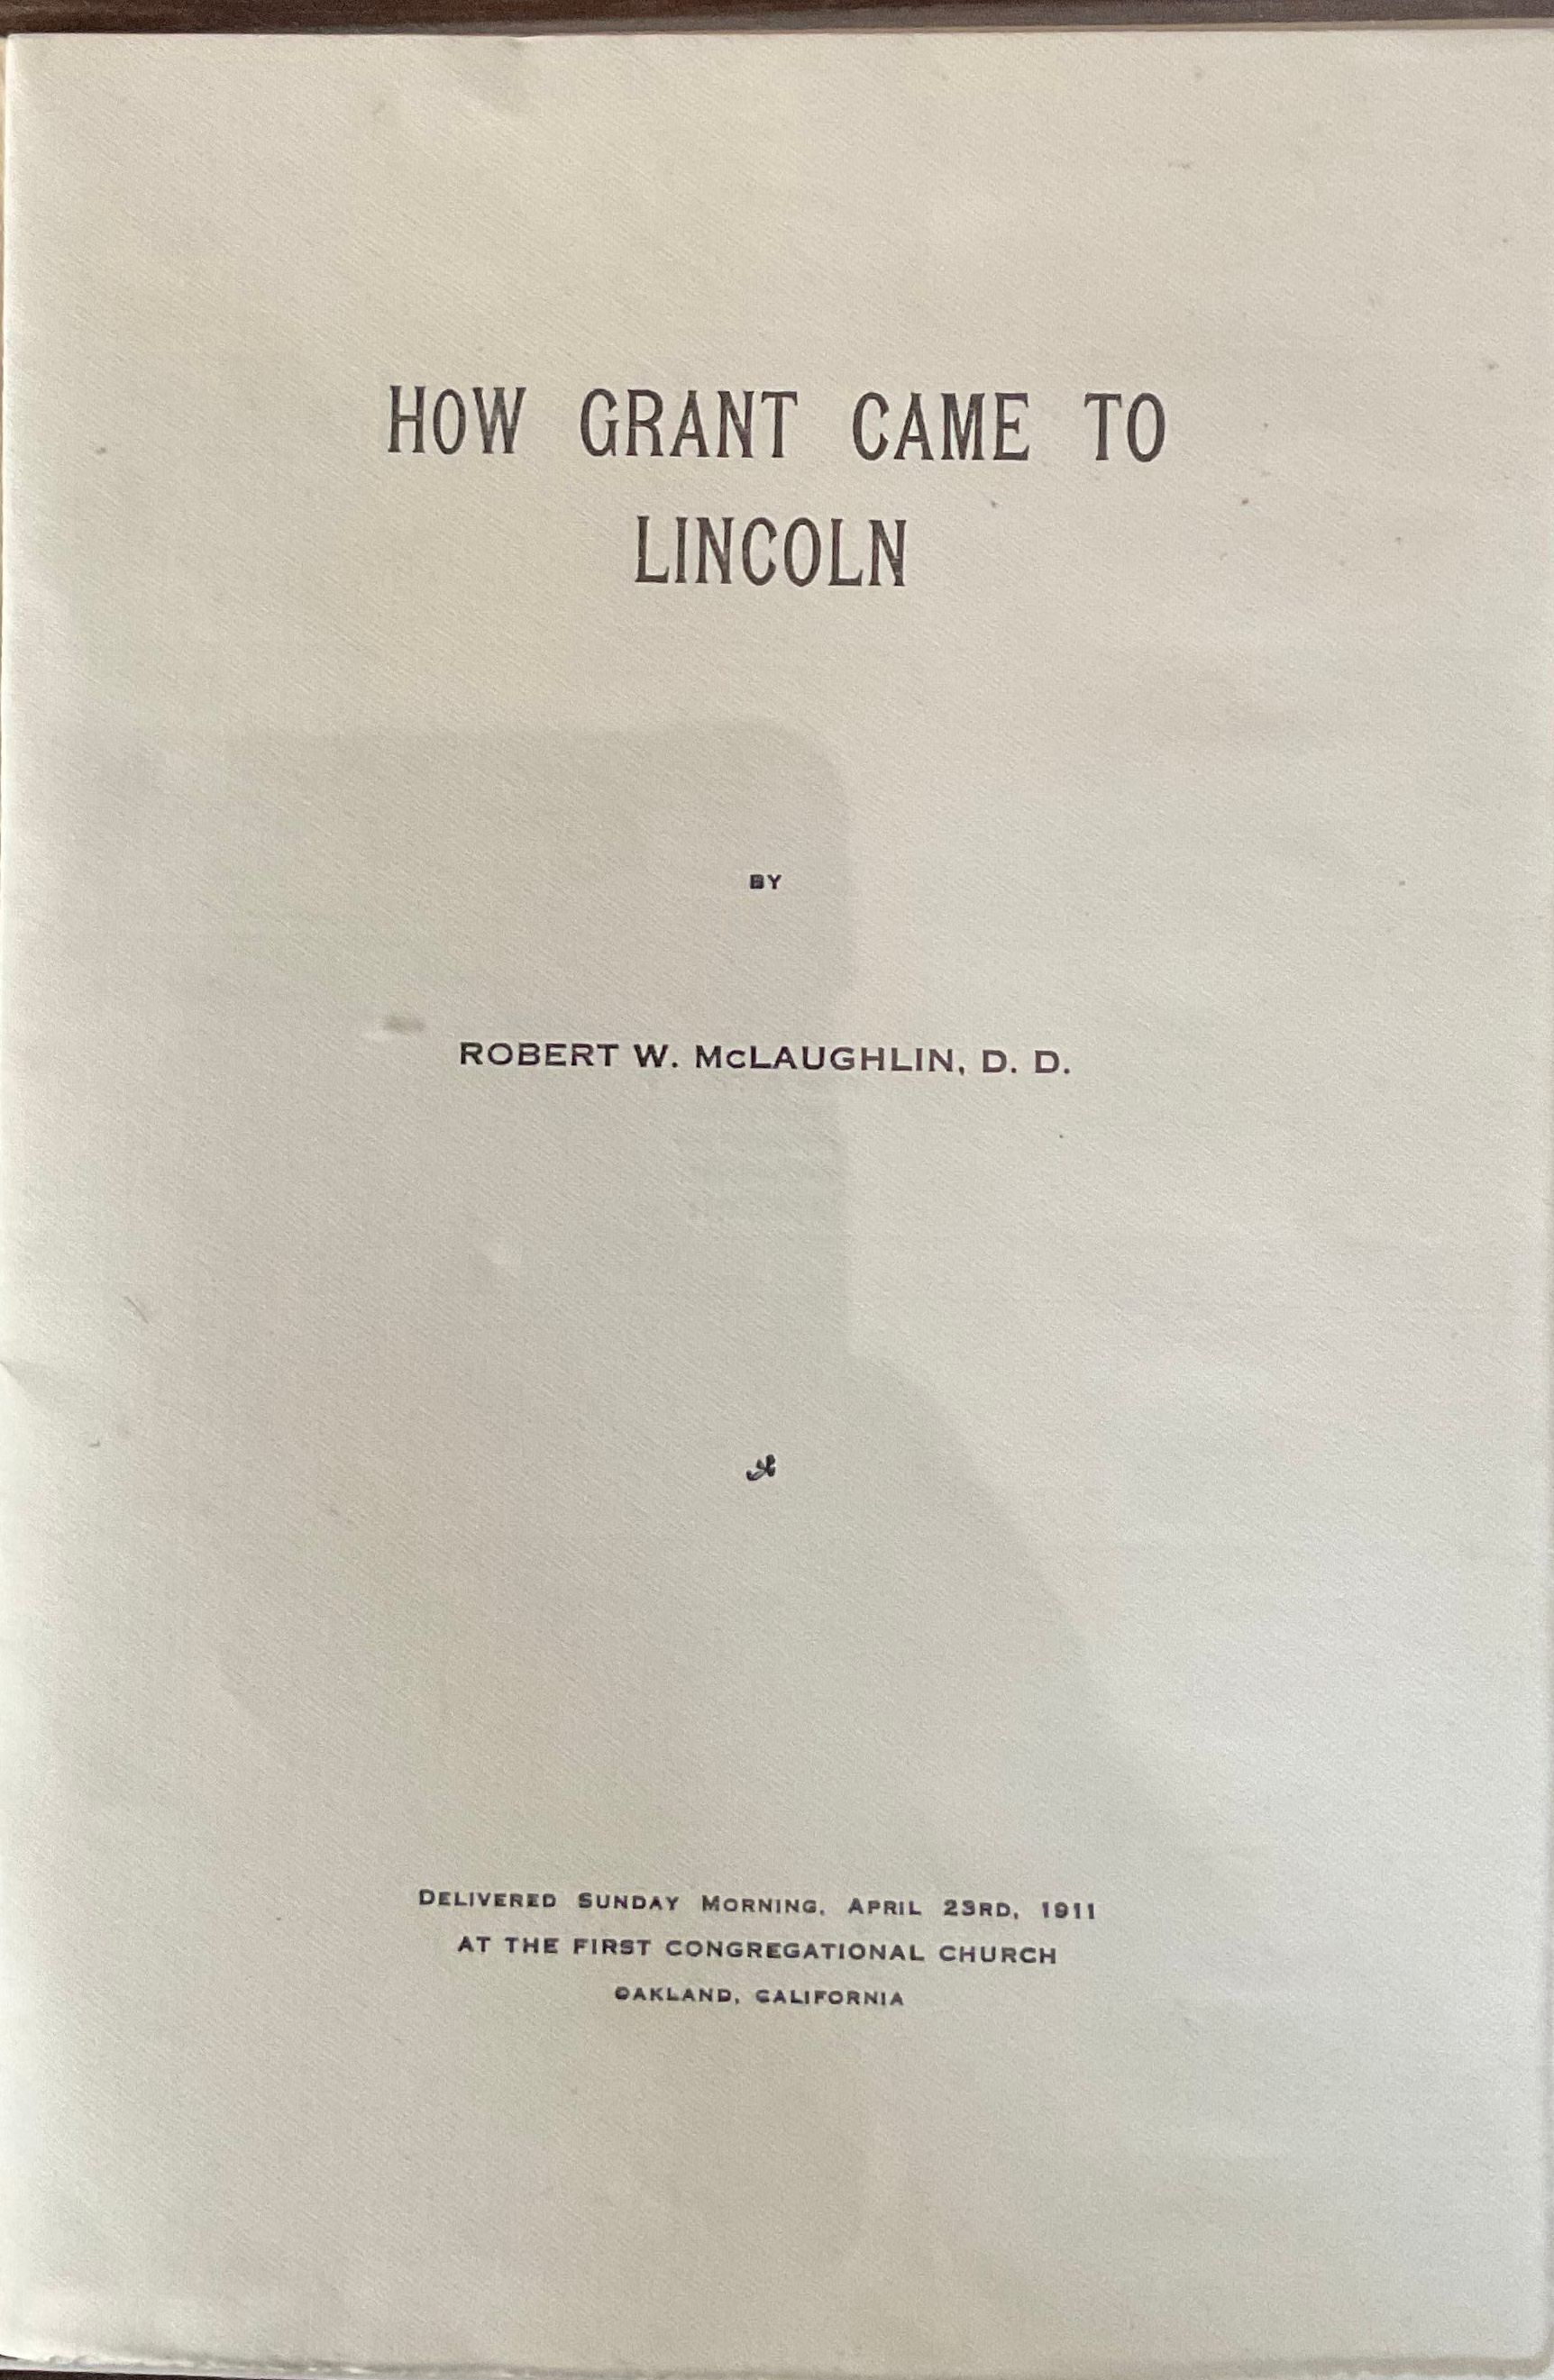 HOW GRANT CAME TO
LINCOLN
BY
ROBERT W. McLAUGHLIN, D. D.
DELIVERED SUNDAY MORNING, APRIL 23RD, 1911
AT THE FIRST CONGREGATIONAL CHURCH
OAKLAND, CALIFORNIA